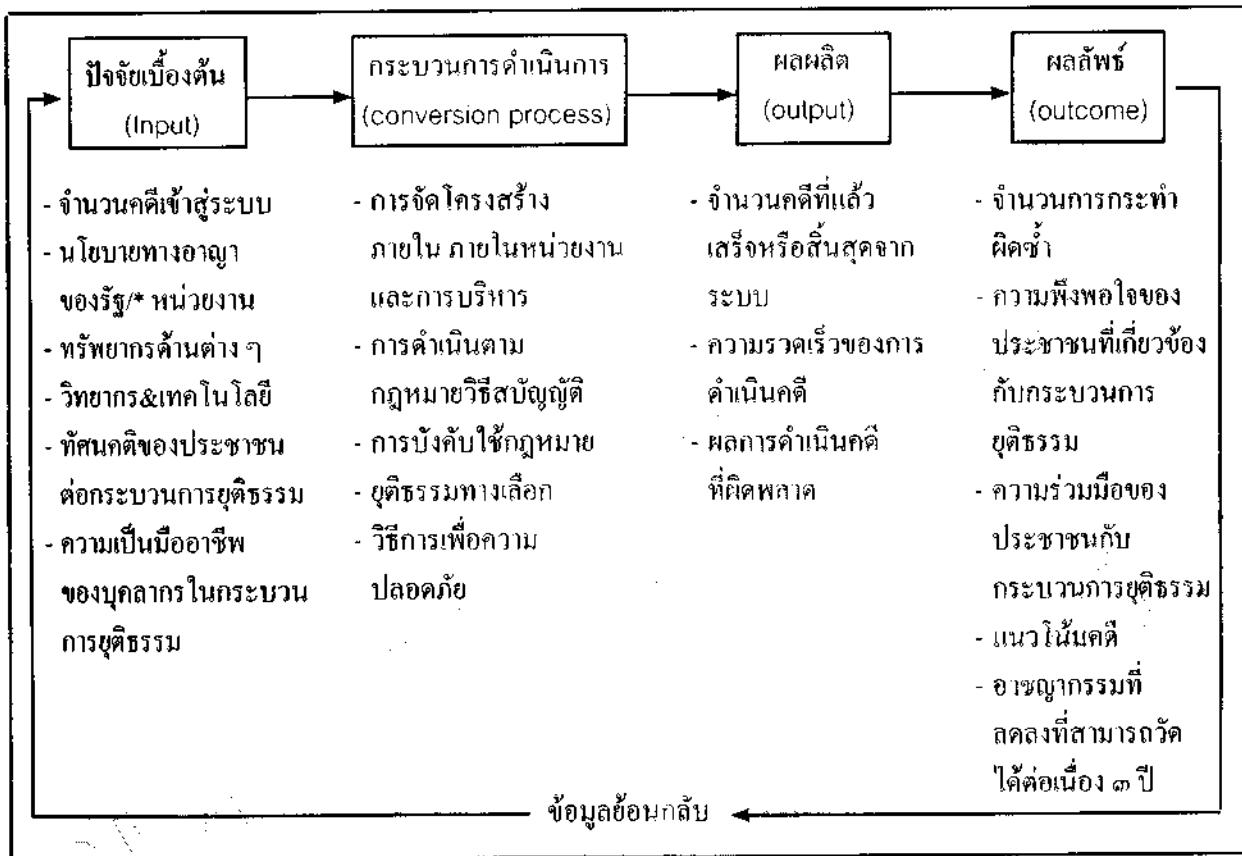 ปัจจัยเบื้องต้น
(Input)
กระบวนการดำเนินการ
(conversion process)
ผลผลิต
(output)
ผลลัพธ์
(outcome)
- จำนวนคดีเข้าสู่ระบบ
- นโยบายทางอาญา
ของรัฐ/* หน่วยงาน
- ทรัพยากรด้านต่าง ๆ
- วิทยากร&เทคโนโลยี
- ทัศนคติของประชาชน
ต่อกระบวนการยุติธรรม
- ความเป็นมืออาชีพ
ของบุคลากรในกระบวน
การยุติธรรม
- การจัดโครงสร้าง
ภายใน ภายในหน่วยงาน
และการบริหาร
- การดำเนินตาม
กฎหมายวิธีสบัญญัติ
- การบังคับใช้กฎหมาย
- ยุติธรรมทางเลือก
- วิธีการเพื่อความ
ปลอดภัย
- จำนวนคดีที่แล้ว
เสร็จหรือสิ้นสุดจาก
ระบบ
- ความรวดเร็วของการ
ดำเนินคดี
- ผลการดำเนินคดี
ที่ผิดพลาด
- จำนวนการกระทำ
ผิดซ้ำ
- ความพึงพอใจของ
ประชาชนที่เกี่ยวข้อง
กับกระบวนการ
ยุติธรรม
- ความร่วมมือของ
ประชาชนกับ
กระบวนการยุติธรรม
- แนวโน้มคดี
- อาชญากรรมที่
ลดลงที่สามารถวัด
ได้ต่อเนื่อง ๓ ปี
ข้อมูลย้อนกลับ